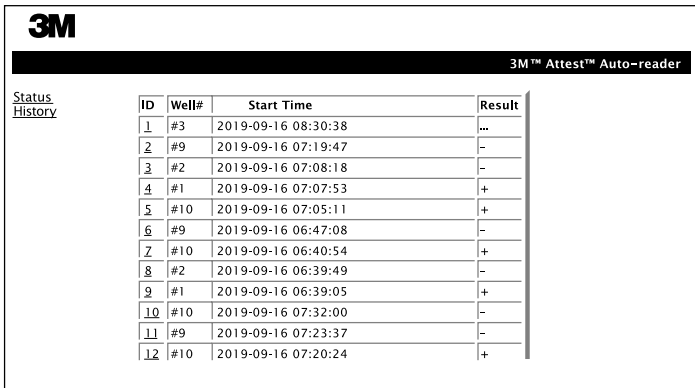 3M
3M™ Attest™ Auto-reader
Status
History
ID Well# Start Time Result
1 #3 2019-09-16 08:30:38 ...
2 #9 2019-09-16 07:19:47 -
3 #2 2019-09-16 07:08:18 -
4 #1 2019-09-16 07:07:53 +
5 #10 2019-09-16 07:05:11 +
6 #9 2019-09-16 06:47:08 -
7 #10 2019-09-16 06:40:54 +
8 #2 2019-09-16 06:39:49 -
9 #1 2019-09-16 06:39:05 +
10 #10 2019-09-16 07:32:00 -
11 #9 2019-09-16 07:23:37 -
12 #10 2019-09-16 07:20:24 +